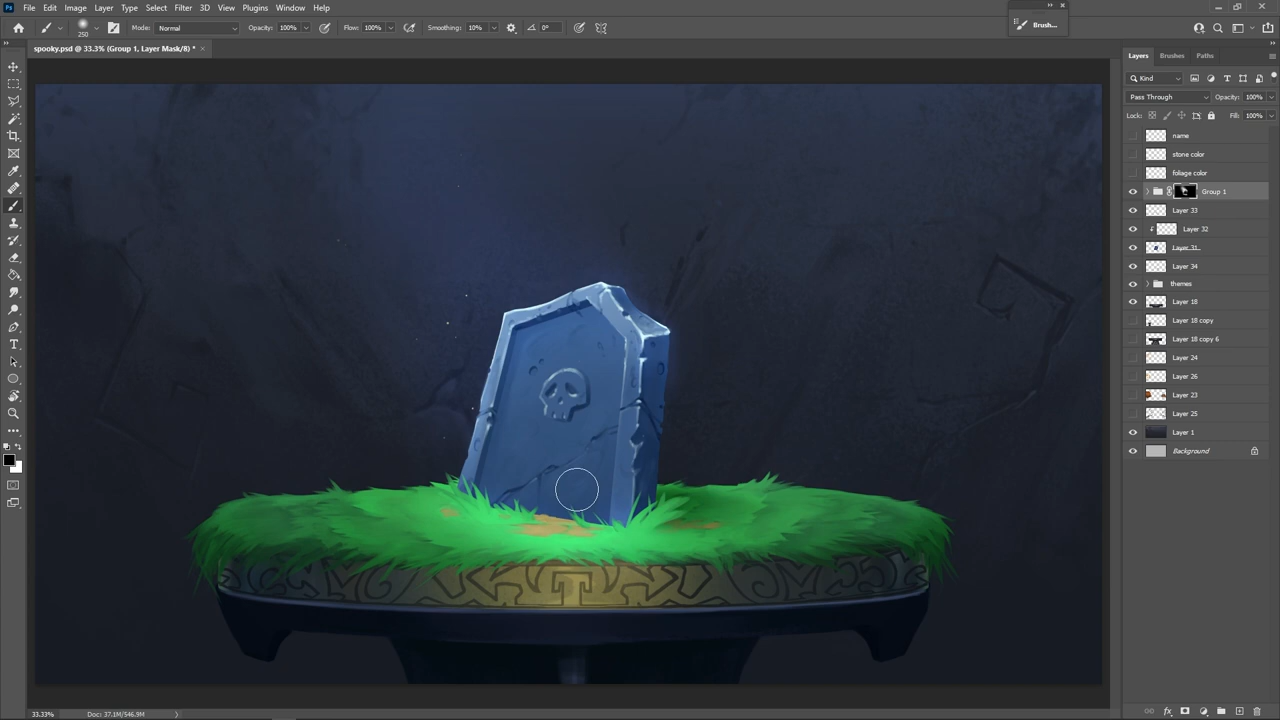 Ps File Edit Image Layer Type Select Filter 3D View Plugins Window Help
Brush...
250 Mode: Normal Opacity: 100% Flow: 100% Smoothing: 10% 0°
spooky.psd @ 33.3% (Group 1, Layer Mask/8) *
Layers Brushes Paths
Kind
Pass Through Opacity: 100%
Lock: Fill: 100%
name
stone color
foliage color
Group 1
Layer 33
Layer 32
Layer 31
Layer 34
themes
Layer 18
Layer 18 copy
Layer 18 copy 6
Layer 24
Layer 26
Layer 23
Layer 25
Layer 1
Background
33.33% Doc: 37.1M/546.9M